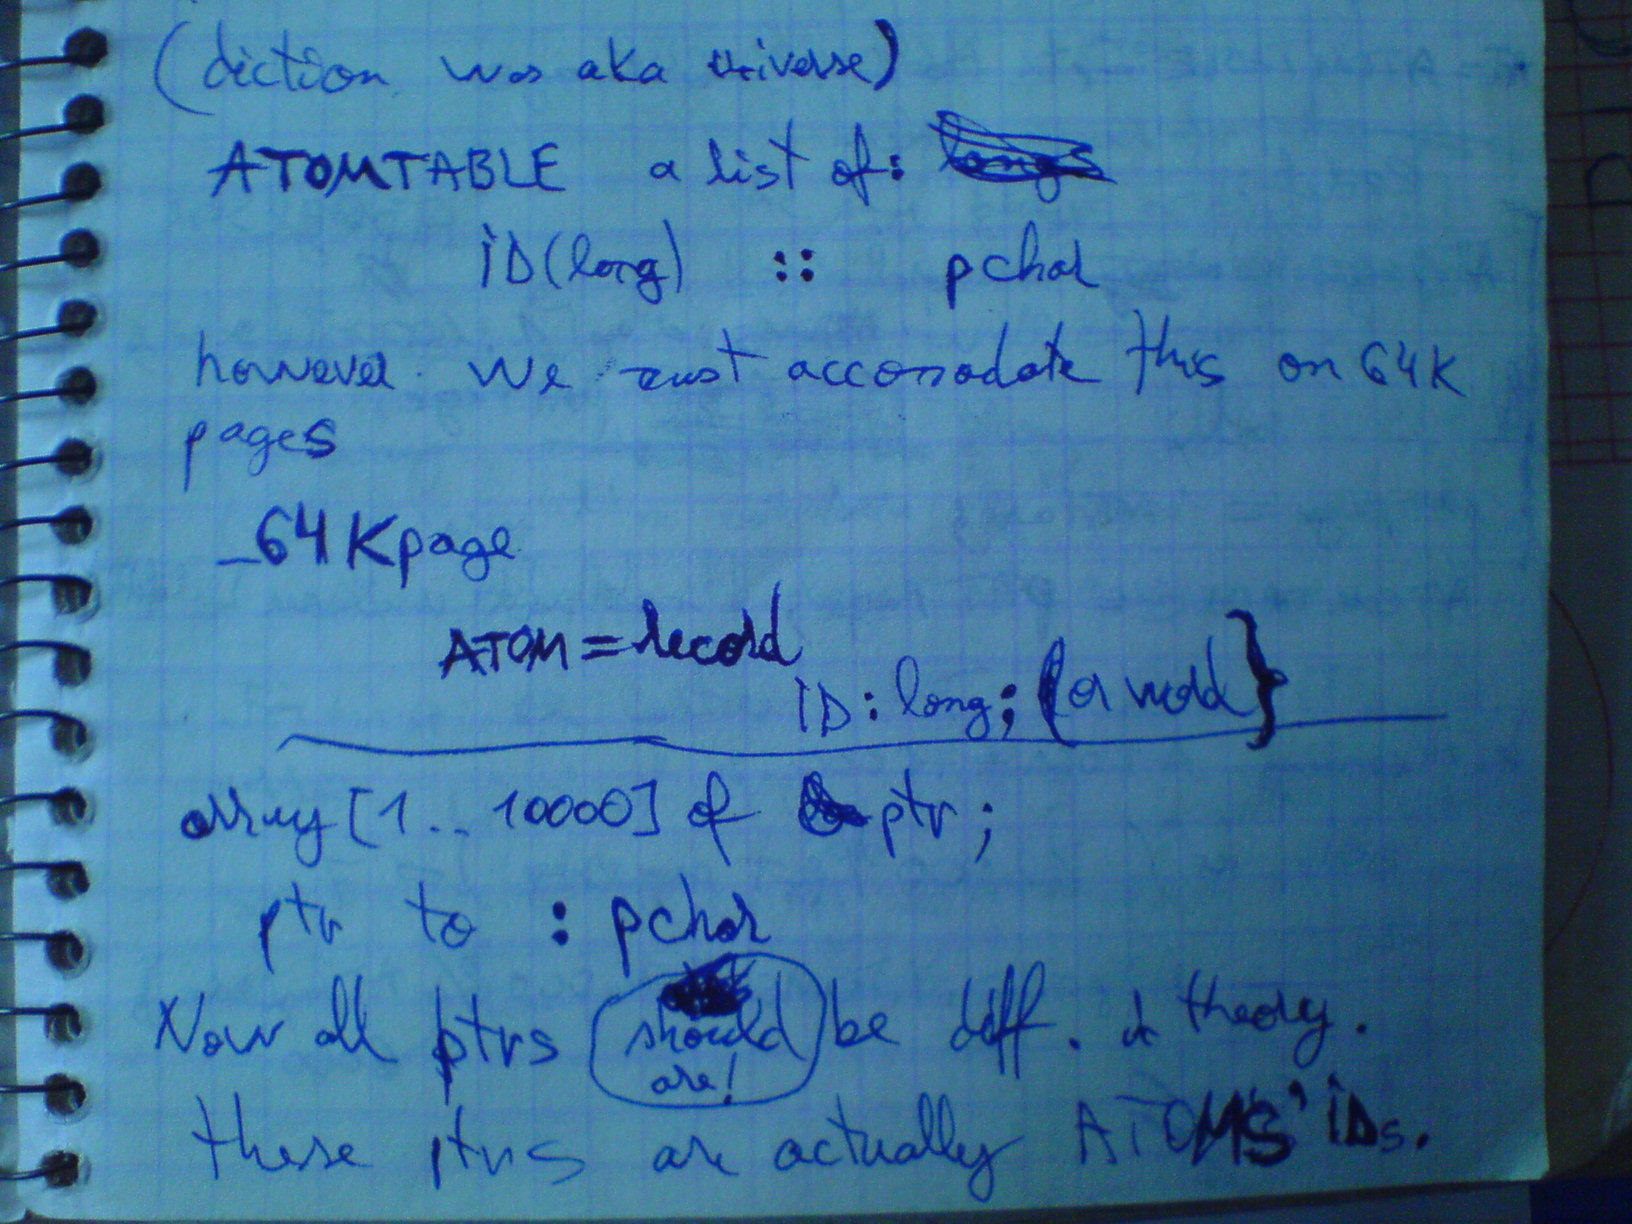 (diction was aka universe)
ATOMTABLE a list of: longs
ID(long) :: pchar
however we must accomodate this on 64K
pages
_64Kpage
ATOM=record
ID: long; {or word}
array [1..10000] of ptr;
ptr to : pchar
Now all ptrs should be diff. in theory.
are!
these ptrs are actually ATOMS' IDs.